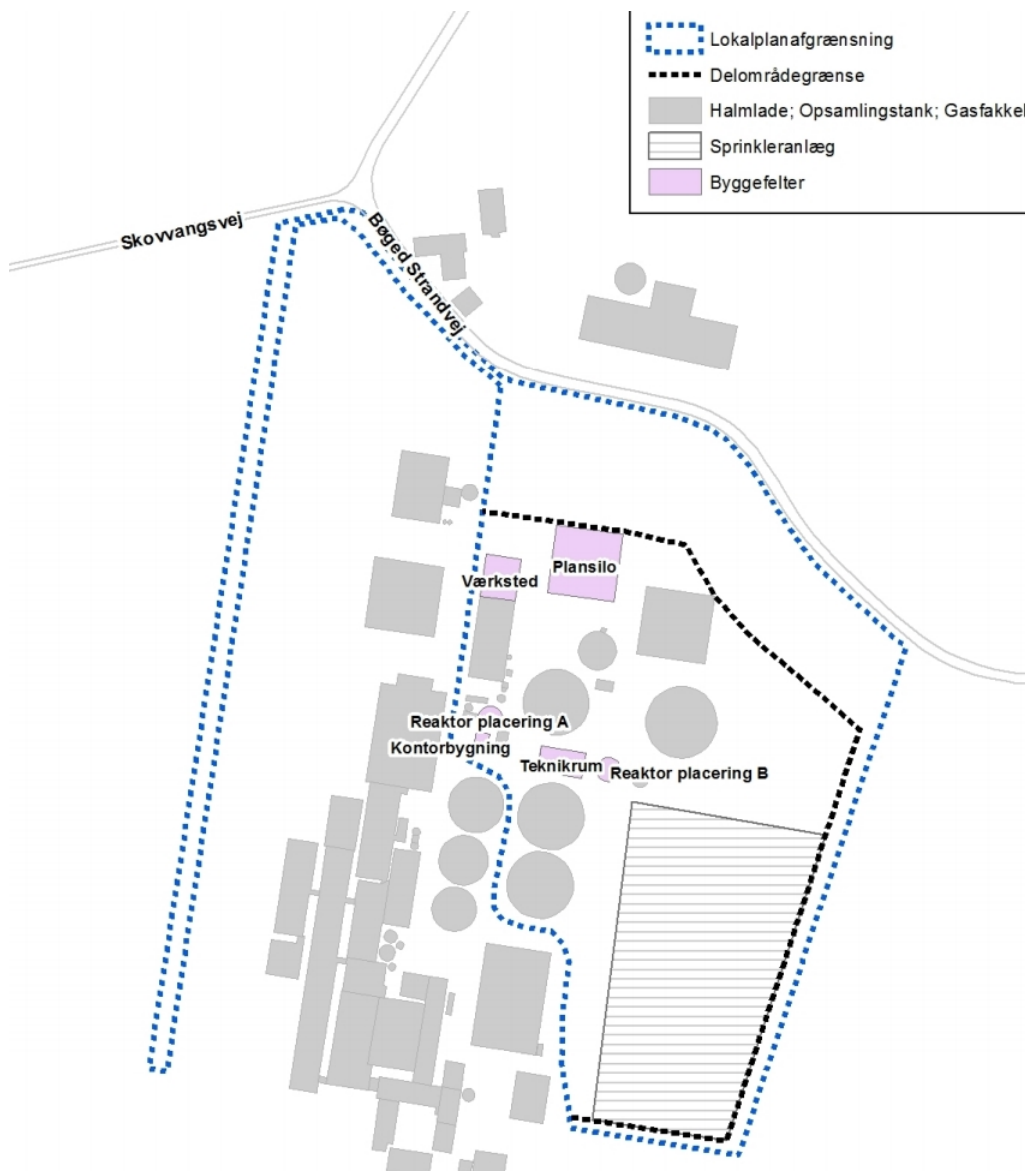 Lokalplanafgrænsning
Delområdegrænse
Halmlade; Opsamlingstank; Gasfakkel
Sprinkleranlæg
Byggefelter
Skovvangsvej
Bøged Strandvej
Værksted
Plansilo
Reaktor placering A
Kontorbygning
Teknikrum
Reaktor placering B